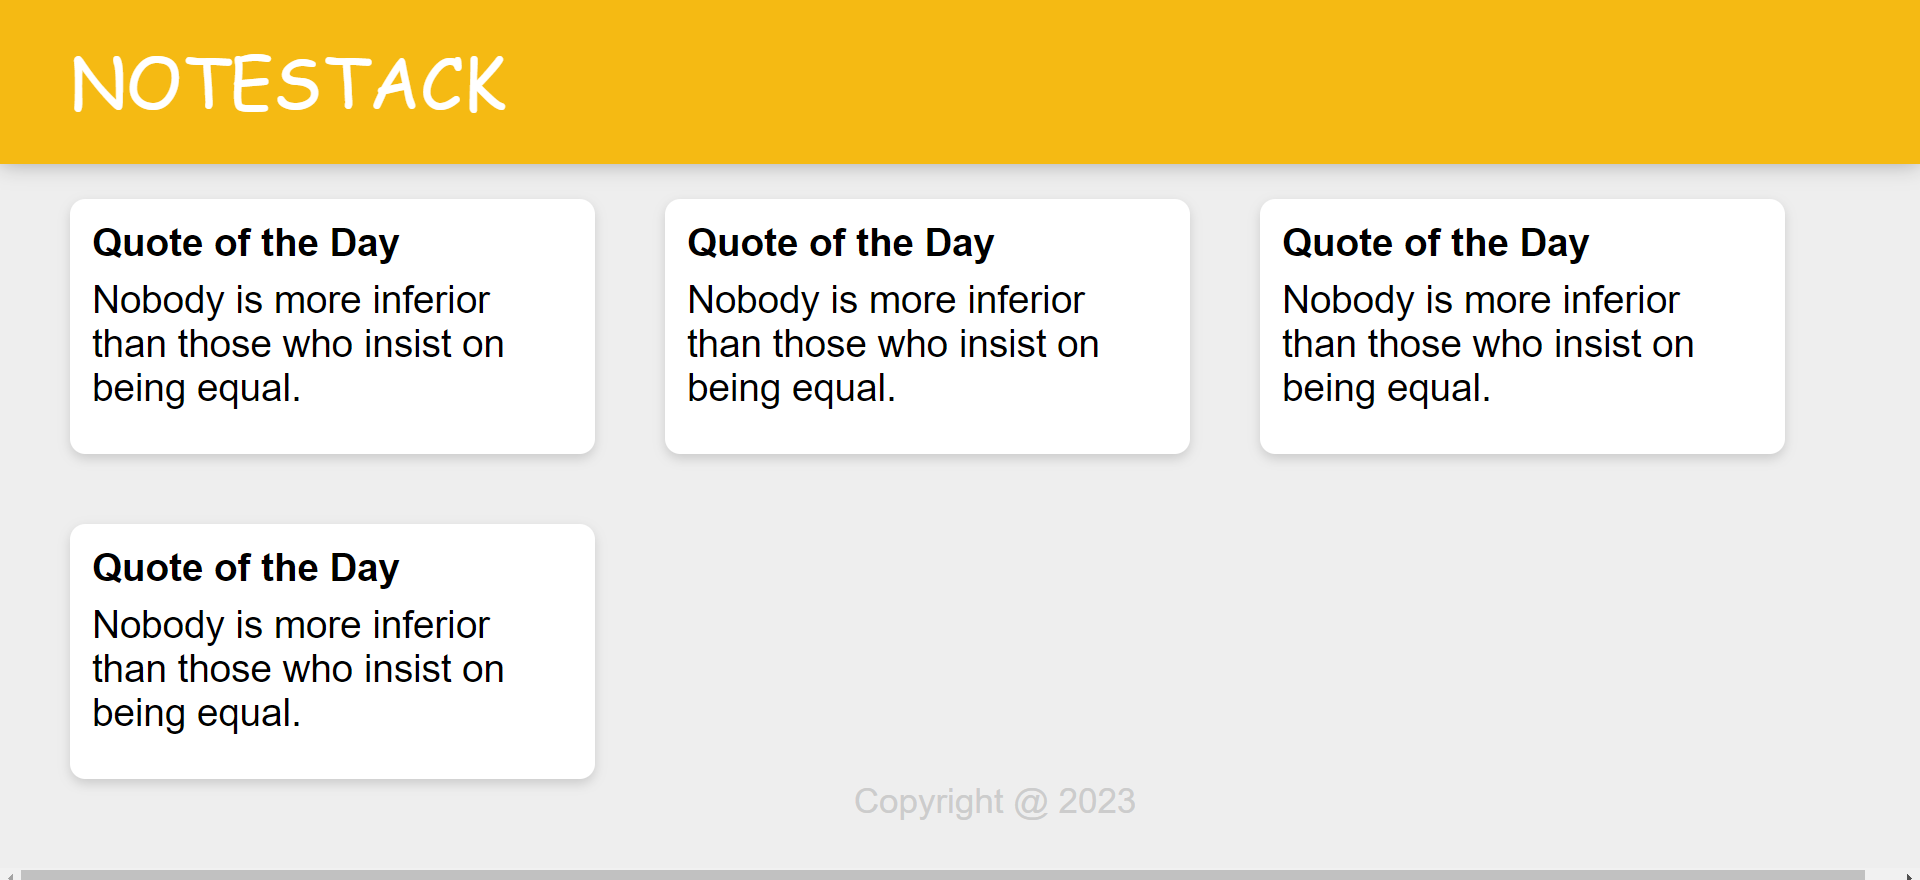 NOTESTACK
Quote of the Day
Nobody is more inferior
than those who insist on
being equal.
Quote of the Day
Nobody is more inferior
than those who insist on
being equal.
Quote of the Day
Nobody is more inferior
than those who insist on
being equal.
Quote of the Day
Nobody is more inferior
than those who insist on
being equal.
Copyright @ 2023